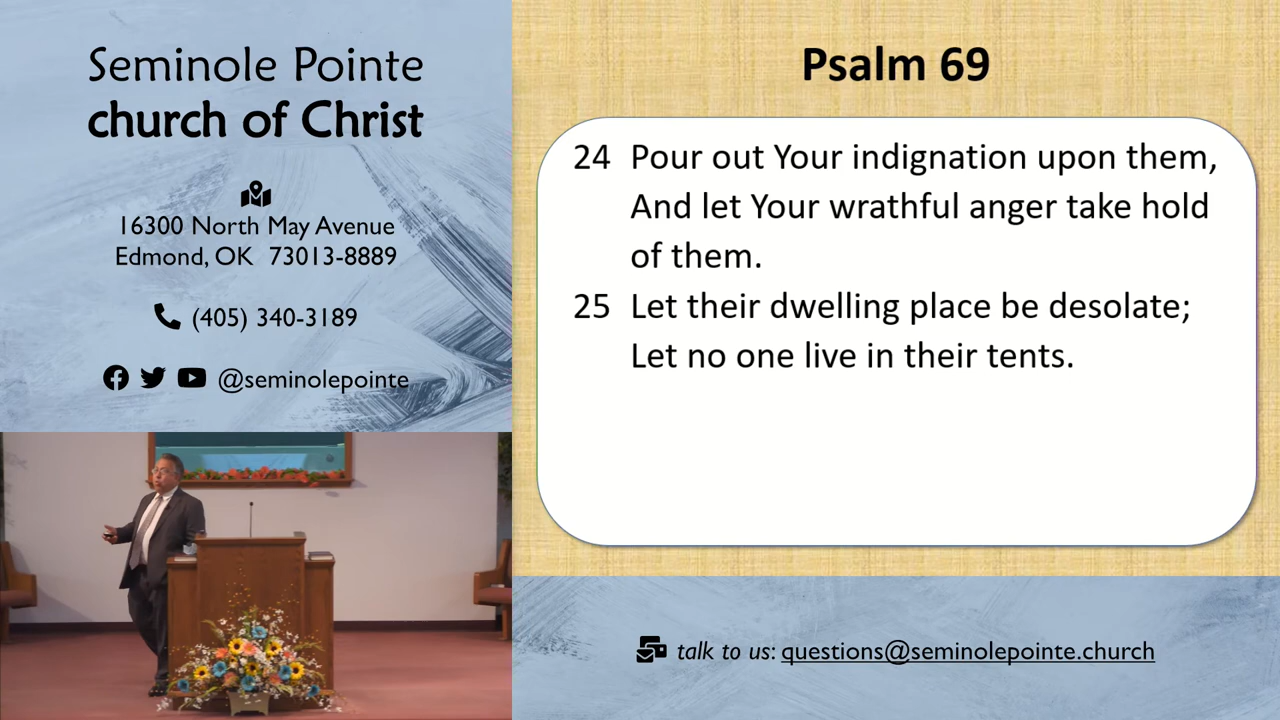 Seminole Pointe
church of Christ
16300 North May Avenue
Edmond, OK 73013-8889
(405) 340-3189
@seminolepointe
Psalm 69
24 Pour out Your indignation upon them,
And let Your wrathful anger take hold
of them.
25 Let their dwelling place be desolate;
Let no one live in their tents.
talk to us: questions@seminolepointe.church